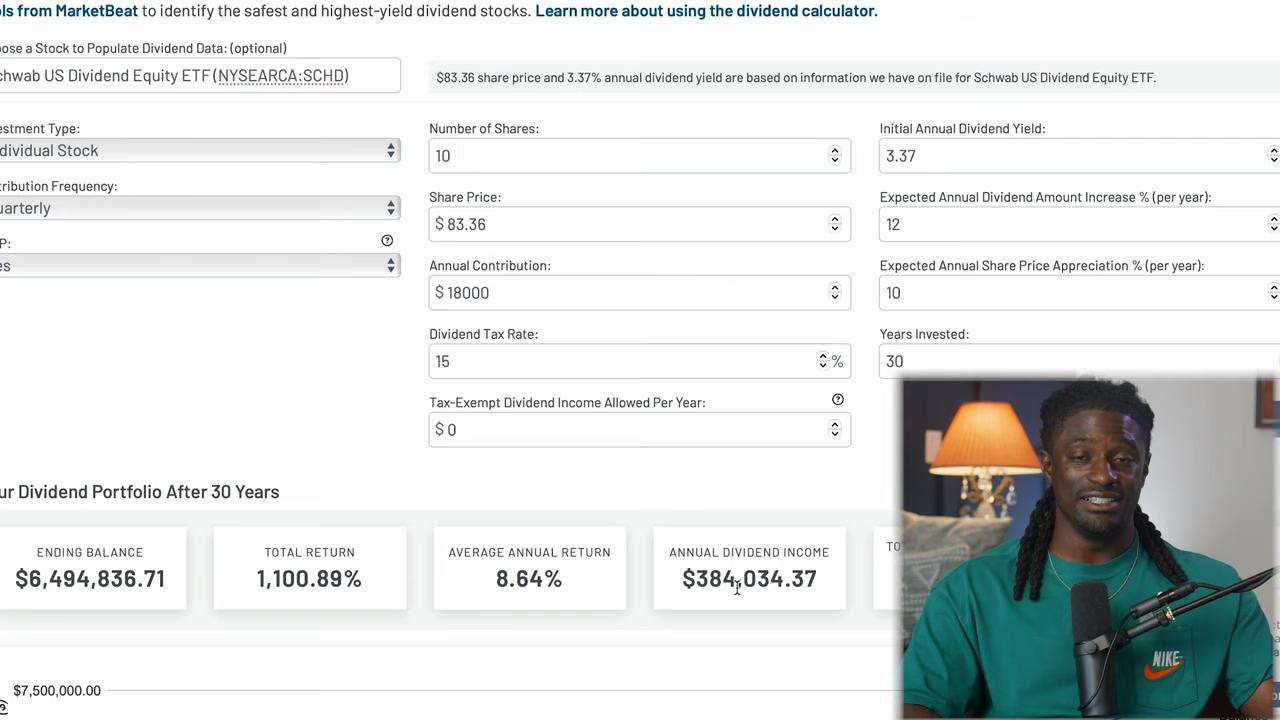 ols from MarketBeat to identify the safest and highest-yield dividend stocks. Learn more about using the dividend calculator.
oose a Stock to Populate Dividend Data: (optional)
chwab US Dividend Equity ETF (NYSEARCA:SCHD)
$83.36 share price and 3.37% annual dividend yield are based on information we have on file for Schwab US Dividend Equity ETF.
estment Type:
dividual Stock
tribution Frequency:
uarterly
P:
es
Number of Shares:
10
Share Price:
$ 83.36
Annual Contribution:
$ 18000
Dividend Tax Rate:
15 %
Tax-Exempt Dividend Income Allowed Per Year:
$ 0
Initial Annual Dividend Yield:
3.37
Expected Annual Dividend Amount Increase % (per year):
12
Expected Annual Share Price Appreciation % (per year):
10
Years Invested:
30
ur Dividend Portfolio After 30 Years
ENDING BALANCE
$6,494,836.71
TOTAL RETURN
1,100.89%
AVERAGE ANNUAL RETURN
8.64%
ANNUAL DIVIDEND INCOME
$384,034.37
TO
$7,500,000.00
NIKE